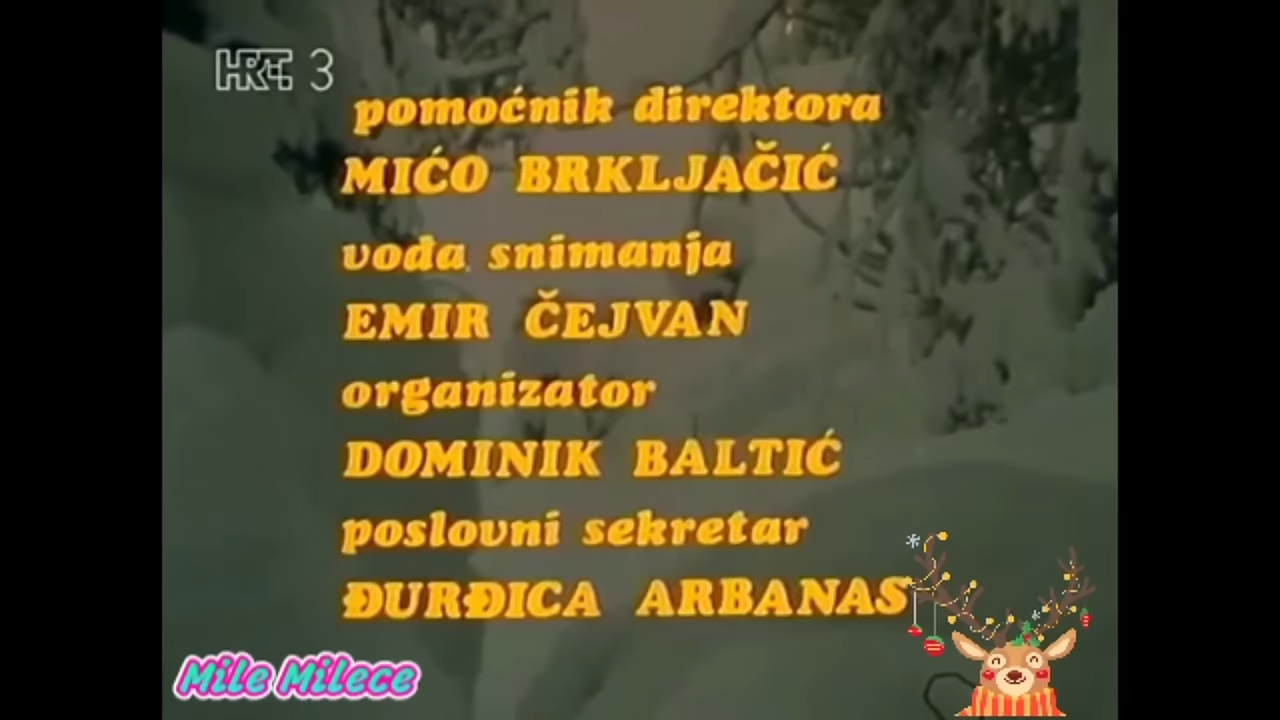 HRT 3
pomoćnik direktora
MIĆO BRKLJAČIĆ
vođa snimanja
EMIR ČEJVAN
organizator
DOMINIK BALTIĆ
poslovni sekretar
ĐURĐICA ARBANAS
Mile Milece